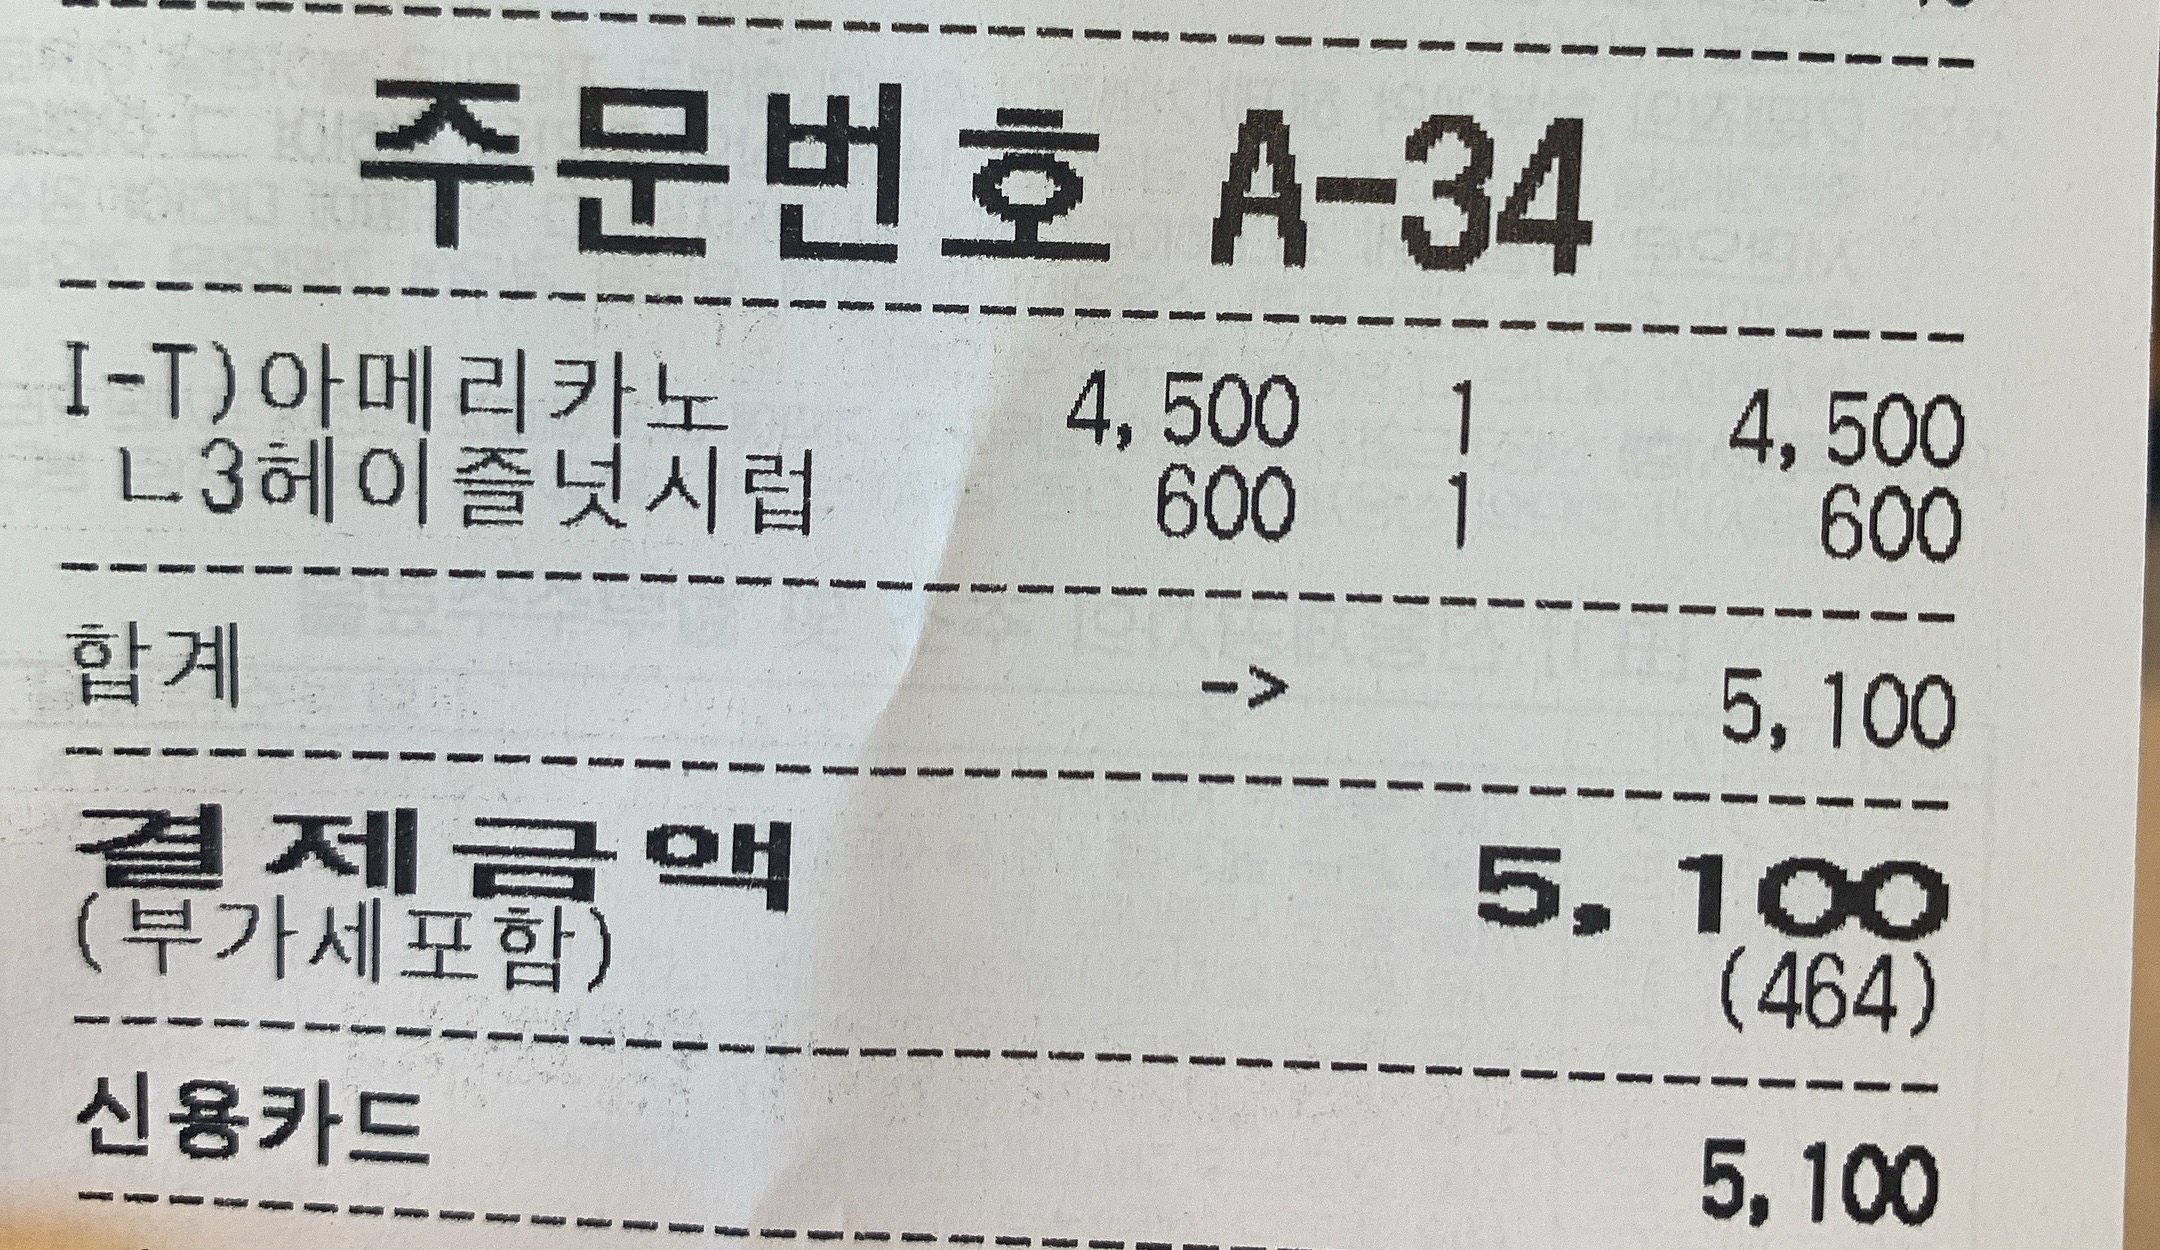 주문번호 A-34
I-T)아메리카노 4,500 1 4,500
ㄴ3헤이즐넛시럽 600 1 600
합계 -> 5,100
결제금액 5,100
(부가세포함) (464)
신용카드 5,100